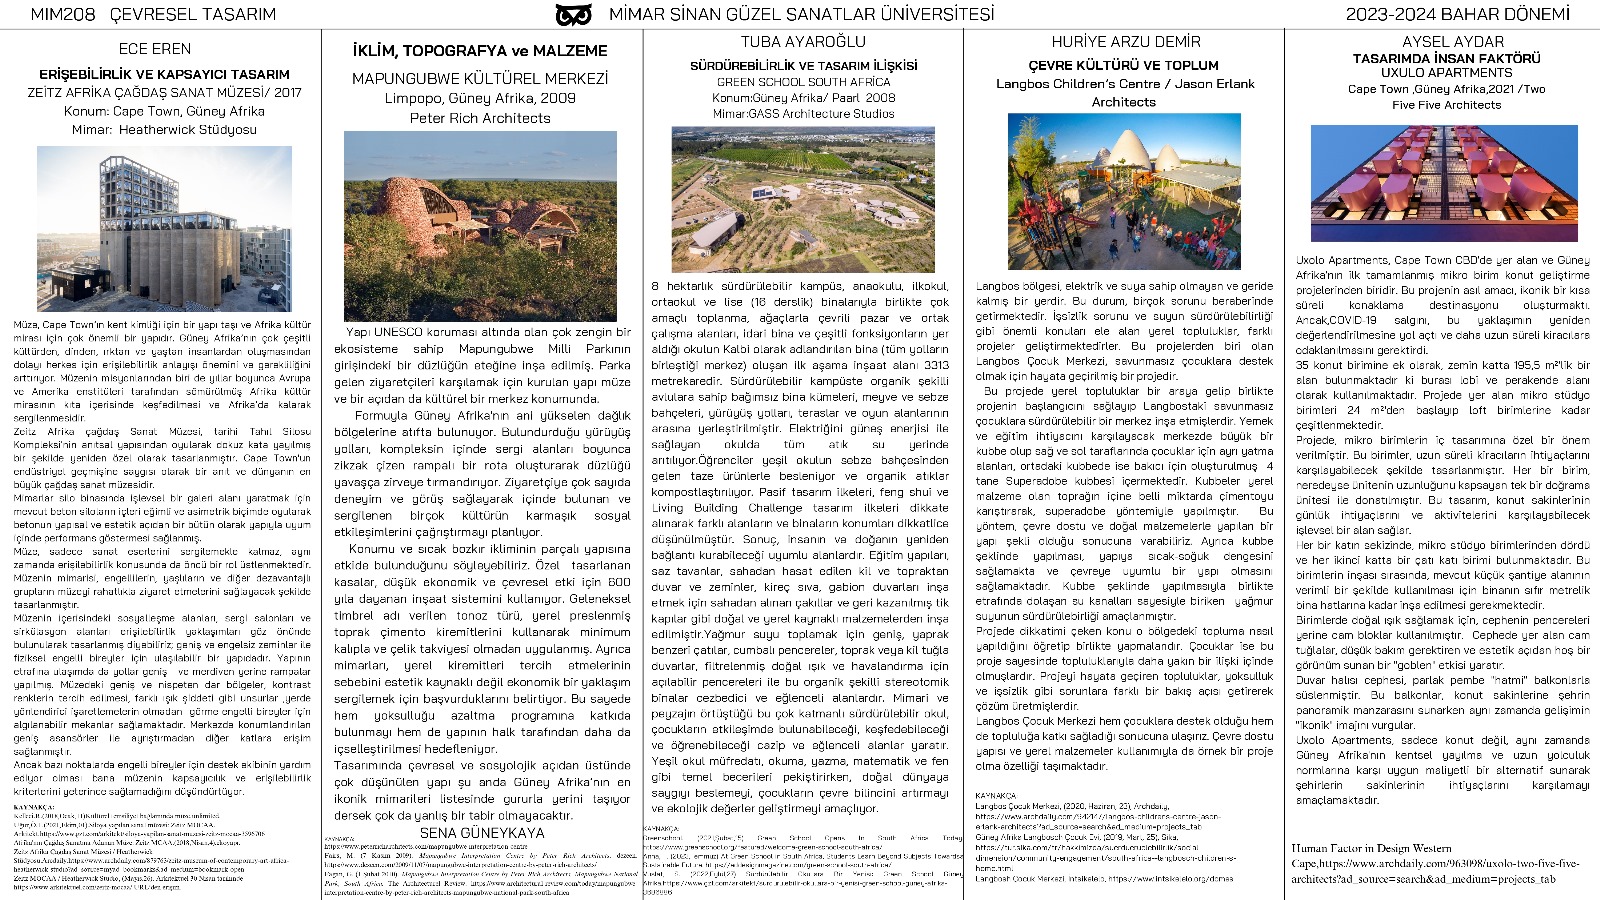 MIM208 ÇEVRESEL TASARIM
MİMAR SİNAN GÜZEL SANATLAR ÜNİVERSİTESİ
2023-2024 BAHAR DÖNEMİ
ECE EREN
ERİŞEBİLİRLİK VE KAPSAYICI TASARIM
ZEİTZ AFRİKA ÇAĞDAŞ SANAT MÜZESİ/ 2017
Konum: Cape Town, Güney Afrika
Mimar: Heatherwick Stüdyosu
Müza, Cape Town'ın kent kimliği için bir yapı taşı ve Afrika kültür
mirası için çok önemli bir yapıdır. Güney Afrika'nın çok çeşitli
kültürden, dinden, ırktan ve yaştan insanlardan oluşmasından
dolayı herkes için erişebilirlik anlayışı önemini ve gerekliliğini
arttırıyor. Müzenin misyonlarından biri de yıllar boyunca Avrupa
ve Amerika enstitüleri tarafından sömürülmüş Afrika kültür
mirasının kıta içerisinde keşfedilmesi ve Afrika'da kalarak
sergilenmesidir.
Zeitz Afrika çağdaş Sanat Müzesi, tarihi Tahıl Silosu
Kompleksi'nin anıtsal yapısından oyularak dokuz kata yayılmış
bir şekilde yeniden özel olarak tasarlanmıştır. Cape Town'un
endüstriyel geçmişine saygısı olarak bir anıt ve dünyanın en
büyük çağdaş sanat müzesidir.
Mimarlar silo binasında işlevsel bir galeri alanı yaratmak için
mevcut beton siloların içleri eğimli ve asimetrik biçimde oyularak
betonun yapısal ve estetik açıdan bir bütün olarak yapıyla uyum
içinde performans göstermesi sağlanmış.
Müze, sadece sanat eserlerini sergilemekle kalmaz, aynı
zamanda erişilebilirlik konusunda da öncü bir rol üstlenmektedir.
Müzenin mimarisi, engellilerin, yaşlıların ve diğer dezavantajlı
grupların müzeyi rahatlıkla ziyaret etmelerini sağlayacak şekilde
tasarlanmıştır.
Müzenin içerisindeki sosyalleşme alanları, sergi salonları ve
sirkülasyon alanları erişilebilirlik yaklaşımları göz önünde
bulunularak tasarlanmış diyebiliriz; geniş ve engelsiz zeminler ile
fiziksel engelli bireyler için ulaşılabilir bir yapıdadır. Yapının
etrafına ulaşımda da yollar geniş ve merdiven yerine rampalar
yapılmış. Müzedeki geniş ve nispeten dar bölgeler, kontrast
renklerin tercih edilmesi, farklı ışık şiddeti gibi unsurlar ,yerde
yönlendirici işaretlemelerin olmadan görme engelli bireyler için
algılanabilir mekanlar sağlamaktadır. Merkezde konumlandırılan
geniş asansörler ile ayrıştırmadan diğer katlara erişim
sağlanmıştır.
Ancak bazı noktalarda engelli bireyler için destek ekibinin yardım
ediyor olması bana müzenin kapsayıcılık ve erişilebilirlik
kriterlerini yeterince sağlamadığını düşündürtüyor.
KAYNAKÇA:
İKLİM, TOPOGRAFYA ve MALZEME
MAPUNGUBWE KÜLTÜREL MERKEZİ
Limpopo, Güney Afrika, 2009
Peter Rich Architects
Yapı UNESCO koruması altında olan çok zengin bir
ekosisteme sahip Mapungubwe Milli Parkının
girişindeki bir düzlüğün eteğine inşa edilmiş. Parka
gelen ziyaretçileri karşılamak için kurulan yapı müze
ve bir açıdan da kültürel bir merkez konumunda.
Formuyla Güney Afrika'nın ani yükselen dağlık
bölgelerine atıfta bulunuyor. Bulundurduğu yürüyüş
yolları, kompleksin içinde sergi alanları boyunca
zikzak çizen rampalı bir rota oluşturarak düzlüğü
yavaşça zirveye tırmandırıyor. Ziyaretçiye çok sayıda
deneyim ve görüş sağlayarak içinde bulunan ve
sergilenen birçok kültürün karmaşık sosyal
etkileşimlerini çağrıştırmayı planlıyor.
Konumu ve sıcak bozkır ikliminin parçalı yapısına
etkide bulunduğunu söyleyebiliriz. Özel tasarlanan
kasalar, düşük ekonomik ve çevresel etki için 600
yıla dayanan inşaat sistemini kullanıyor. Geleneksel
timbrel adı verilen tonoz türü, yerel preslenmiş
toprak çimento kiremitlerini kullanarak minimum
kalıpla ve çelik takviyesi olmadan uygulanmış. Ayrıca
mimarları, yerel kiremitleri tercih etmelerinin
sebebini estetik kaynaklı değil ekonomik bir yaklaşım
sergilemek için başvurduklarını belirtiyor. Bu sayede
hem yoksulluğu azaltma programına katkıda
bulunmayı hem de yapının halk tarafından daha da
içselleştirilmesi hedefleniyor.
Tasarımında çevresel ve sosyolojik açıdan üstünde
çok düşünülen yapı şu anda Güney Afrika'nın en
ikonik mimarileri listesinde gururla yerini taşıyor
dersek çok da yanlış bir tabir olmayacaktır.
SENA GÜNEYKAYA
KAYNAKÇA:
TUBA AYAROĞLU
SÜRDÜREBİLİRLİK VE TASARIM İLİŞKİSİ
GREEN SCHOOL SOUTH AFRİCA
Konum:Güney Afrika/ Paarl 2008
Mimar:GASS Architecture Studios
8 hektarlık sürdürülebilir kampüs, anaokulu, ilkokul,
ortaokul ve lise (16 derslik) binalarıyla birlikte çok
amaçlı toplanma, ağaçlarla çevrili pazar ve ortak
çalışma alanları, idari bina ve çeşitli fonksiyonların yer
aldığı okulun Kalbi olarak adlandırılan bina (tüm yolların
birleştiği merkez) oluşan ilk aşama inşaat alanı 3313
metrekaredir. Sürdürülebilir kampüste organik şekilli
avlulara sahip bağımsız bina kümeleri, meyve ve sebze
bahçeleri, yürüyüş yolları, teraslar ve oyun alanlarının
arasına yerleştirilmiştir. Elektriğini güneş enerjisi ile
sağlayan okulda tüm atık su yerinde
arıtılıyor.Öğrenciler yeşil okulun sebze bahçesinden
gelen taze ürünlerle besleniyor ve organik atıklar
kompostlaştırılıyor. Pasif tasarım ilkeleri, feng shui ve
Living Building Challenge tasarım ilkeleri dikkate
alınarak farklı alanların ve binaların konumları dikkatlice
düşünülmüştür. Sonuç, insanın ve doğanın yeniden
bağlantı kurabileceği uyumlu alanlardır. Eğitim yapıları,
saz tavanlar, sahadan hasat edilen kil ve topraktan
duvar ve zeminler, kireç sıva, gabion duvarları inşa
etmek için sahadan alınan çakıllar ve geri kazanılmış tik
kapılar gibi doğal ve yerel kaynaklı malzemelerden inşa
edilmiştir.Yağmur suyu toplamak için geniş, yaprak
benzeri çatılar, cumbalı pencereler, toprak veya kil tuğla
duvarlar, filtrelenmiş doğal ışık ve havalandırma için
açılabilir pencereleri ile bu organik şekilli stereotomik
binalar cezbedici ve eğlenceli alanlardır. Mimari ve
peyzajın örtüştüğü bu çok katmanlı sürdürülebilir okul,
çocukların etkileşimde bulunabileceği, keşfedebileceği
ve öğrenebileceği cazip ve eğlenceli alanlar yaratır.
Yeşil okul müfredatı, okuma, yazma, matematik ve fen
gibi temel becerileri pekiştirirken, doğal dünyaya
saygıyı beslemeyi, çocukların çevre bilincini artırmayı
ve ekolojik değerler geliştirmeyi amaçlıyor.
KAYNAKÇA:
HURİYE ARZU DEMİR
ÇEVRE KÜLTÜRÜ VE TOPLUM
Langbos Children's Centre / Jason Erlank
Architects
Langbos bölgesi, elektrik ve suya sahip olmayan ve geride
kalmış bir yerdir. Bu durum, birçok sorunu beraberinde
getirmektedir. İşsizlik sorunu ve suyun sürdürülebilirliği
gibi önemli konuları ele alan yerel topluluklar, farklı
projeler geliştirmektedirler. Bu projelerden biri olan
Langbos Çocuk Merkezi, savunmasız çocuklara destek
olmak için hayata geçirilmiş bir projedir.
Bu projede yerel topluluklar bir araya gelip birlikte
projenin başlangıcını sağlayıp Langbostaki savunmasız
çocuklara sürdürülebilir bir merkez inşa etmişlerdir. Yemek
ve eğitim ihtiyacını karşılayacak merkezde büyük bir
kubbe olup sağ ve sol taraflarında çocuklar için ayrı yatma
alanları, ortadaki kubbede ise bakıcı için oluşturulmuş 4
tane Superadobe kubbesi içermektedir. Kubbeler yerel
malzeme olan toprağın içine belli miktarda çimentoyu
karıştırarak, superadobe yöntemiyle yapılmıştır. Bu
yöntem, çevre dostu ve doğal malzemelerle yapılan bir
yapı şekli olduğu sonucuna varabiliriz. Ayrıca kubbe
şeklinde yapılması, yapıya sıcak-soğuk dengesini
sağlamakta ve çevreye uyumlu bir yapı olmasını
sağlamaktadır. Kubbe şeklinde yapılmasıyla birlikte
etrafında dolaşan su kanalları sayesiyle biriken yağmur
suyunun sürdürülebilirliği amaçlanmıştır.
Projede dikkatimi çeken konu o bölgedeki topluma nasıl
yapıldığını öğretip birlikte yapmalarıdır. Çocuklar ise bu
proje sayesinde topluluklarıyla daha yakın bir ilişki içinde
olmuşlardır. Projeyi hayata geçiren topluluklar, yoksulluk
ve işsizlik gibi sorunlara farklı bir bakış açısı getirerek
çözüm üretmişlerdir.
Langbos Çocuk Merkezi hem çocuklara destek olduğu hem
de topluluğa katkı sağladığı sonucuna ulaşırız. Çevre dostu
yapısı ve yerel malzemeler kullanımıyla da örnek bir proje
olma özelliği taşımaktadır.
KAYNAKÇA:
Langbos Çocuk Merkezi, (2020, Haziran, 23), Archdaily,
https://www.archdaily.com/942147/langbos-childrens-centre-jason-
erlank-architects?ad_source=search&ad_medium=projects_tab
Güney Afrika Langbos Çocuk Evi, (2019, Mart, 25), Sika,
AYSEL AYDAR
TASARIMDA İNSAN FAKTÖRÜ
UXULO APARTMENTS
Cape Town ,Güney Afrika,2021 /Two
Five Five Architects
Uxolo Apartments, Cape Town CBD'de yer alan ve Güney
Afrika'nın ilk tamamlanmış mikro birim konut geliştirme
projelerinden biridir. Bu projenin asıl amacı, ikonik bir kısa
süreli konaklama destinasyonu oluşturmaktı.
Ancak,COVID-19 salgını, bu yaklaşımın yeniden
değerlendirilmesine yol açtı ve daha uzun süreli kiracılara
odaklanılmasını gerektirdi.
35 konut birimine ek olarak, zemin katta 195,5 m²'lik bir
alan bulunmaktadır ki burası lobi ve perakende alanı
olarak kullanılmaktadır. Projede yer alan mikro stüdyo
birimleri 24 m²'den başlayıp loft birimlerine kadar
çeşitlenmektedir.
Projede, mikro birimlerin iç tasarımına özel bir önem
verilmiştir. Bu birimler, uzun süreli kiracıların ihtiyaçlarını
karşılayabilecek şekilde tasarlanmıştır. Her bir birim,
neredeyse ünitenin uzunluğunu kapsayan tek bir doğrama
ünitesi ile donatılmıştır. Bu tasarım, konut sakinlerinin
günlük ihtiyaçlarını ve aktivitelerini karşılayabilecek
işlevsel bir alan sağlar.
Her bir katın sekizinde, mikro stüdyo birimlerinden dördü
ve her ikinci katta bir çatı katı birimi bulunmaktadır. Bu
birimlerin inşası sırasında, mevcut küçük şantiye alanının
verimli bir şekilde kullanılması için binanın sıfır metrelik
bina hatlarına kadar inşa edilmesi gerekmektedir.
Birimlerde doğal ışık sağlamak için, cephenin pencereleri
yerine cam bloklar kullanılmıştır. Cephede yer alan cam
tuğlalar, düşük bakım gerektiren ve estetik açıdan hoş bir
görünüm sunan bir "goblen" etkisi yaratır.
Duvar halısı cephesi, parlak pembe "hatmi" balkonlarla
süslenmiştir. Bu balkonlar, konut sakinlerine şehrin
panoramik manzarasını sunarken aynı zamanda gelişimin
"ikonik" imajını vurgular.
Uxolo Apartments, sadece konut değil, aynı zamanda
Güney Afrika'nın kentsel yayılma ve uzun yolculuk
normlarına karşı uygun maliyetli bir alternatif sunarak
şehirlerin sakinlerinin ihtiyaçlarını karşılamayı
amaçlamaktadır.
Human Factor in Design Western
Cape,https://www.archdaily.com/963098/uxolo-two-five-five-
architects?ad_source=search&ad_medium=projects_tab